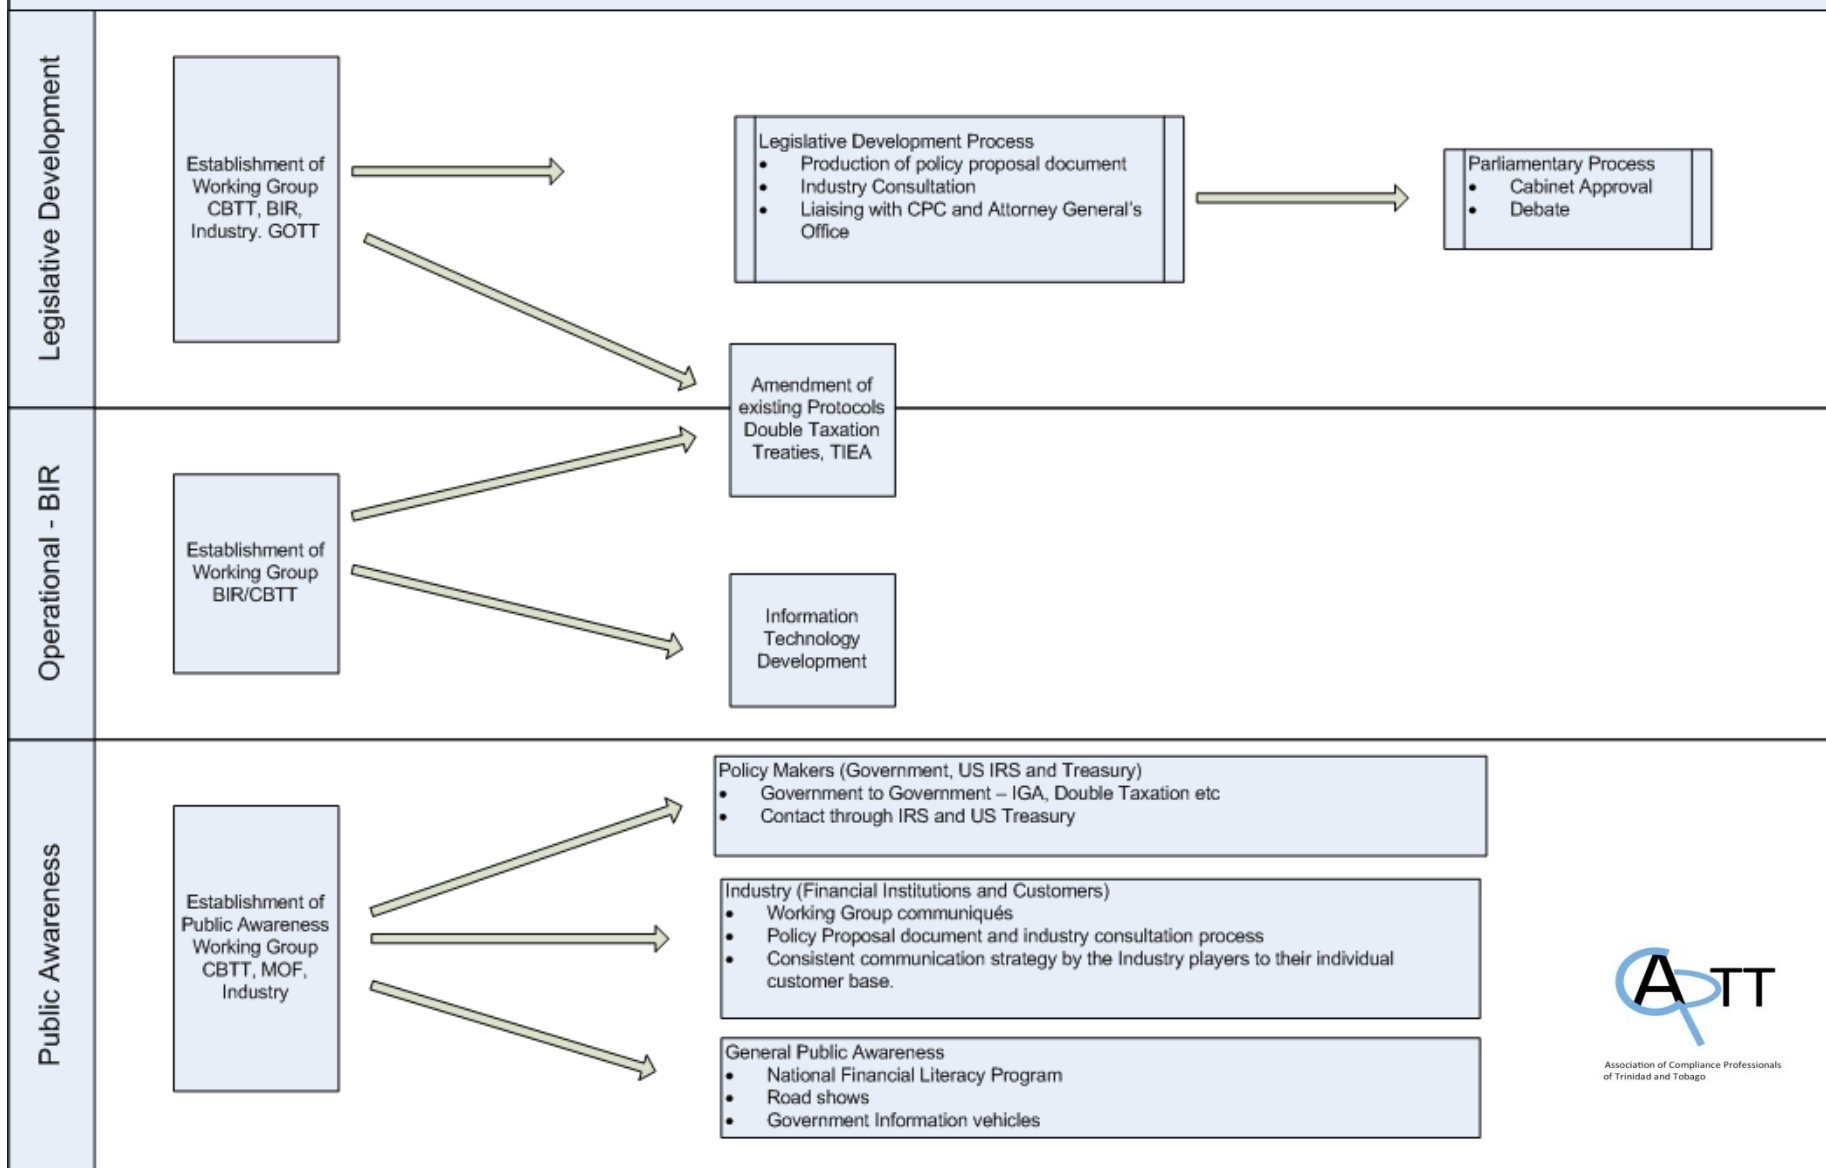 Legislative Development
Establishment of
Working Group
CBTT, BIR,
Industry. GOTT
Legislative Development Process
• Production of policy proposal document
• Industry Consultation
• Liaising with CPC and Attorney General's
Office
Parliamentary Process
• Cabinet Approval
• Debate
Amendment of
existing Protocols
Double Taxation
Treaties, TIEA
Operational - BIR
Establishment of
Working Group
BIR/CBTT
Information
Technology
Development
Public Awareness
Establishment of
Public Awareness
Working Group
CBTT, MOF,
Industry
Policy Makers (Government, US IRS and Treasury)
• Government to Government – IGA, Double Taxation etc
• Contact through IRS and US Treasury
Industry (Financial Institutions and Customers)
• Working Group communiqués
• Policy Proposal document and industry consultation process
• Consistent communication strategy by the Industry players to their individual
customer base.
General Public Awareness
• National Financial Literacy Program
• Road shows
• Government Information vehicles
CAPTT
Association of Compliance Professionals
of Trinidad and Tobago